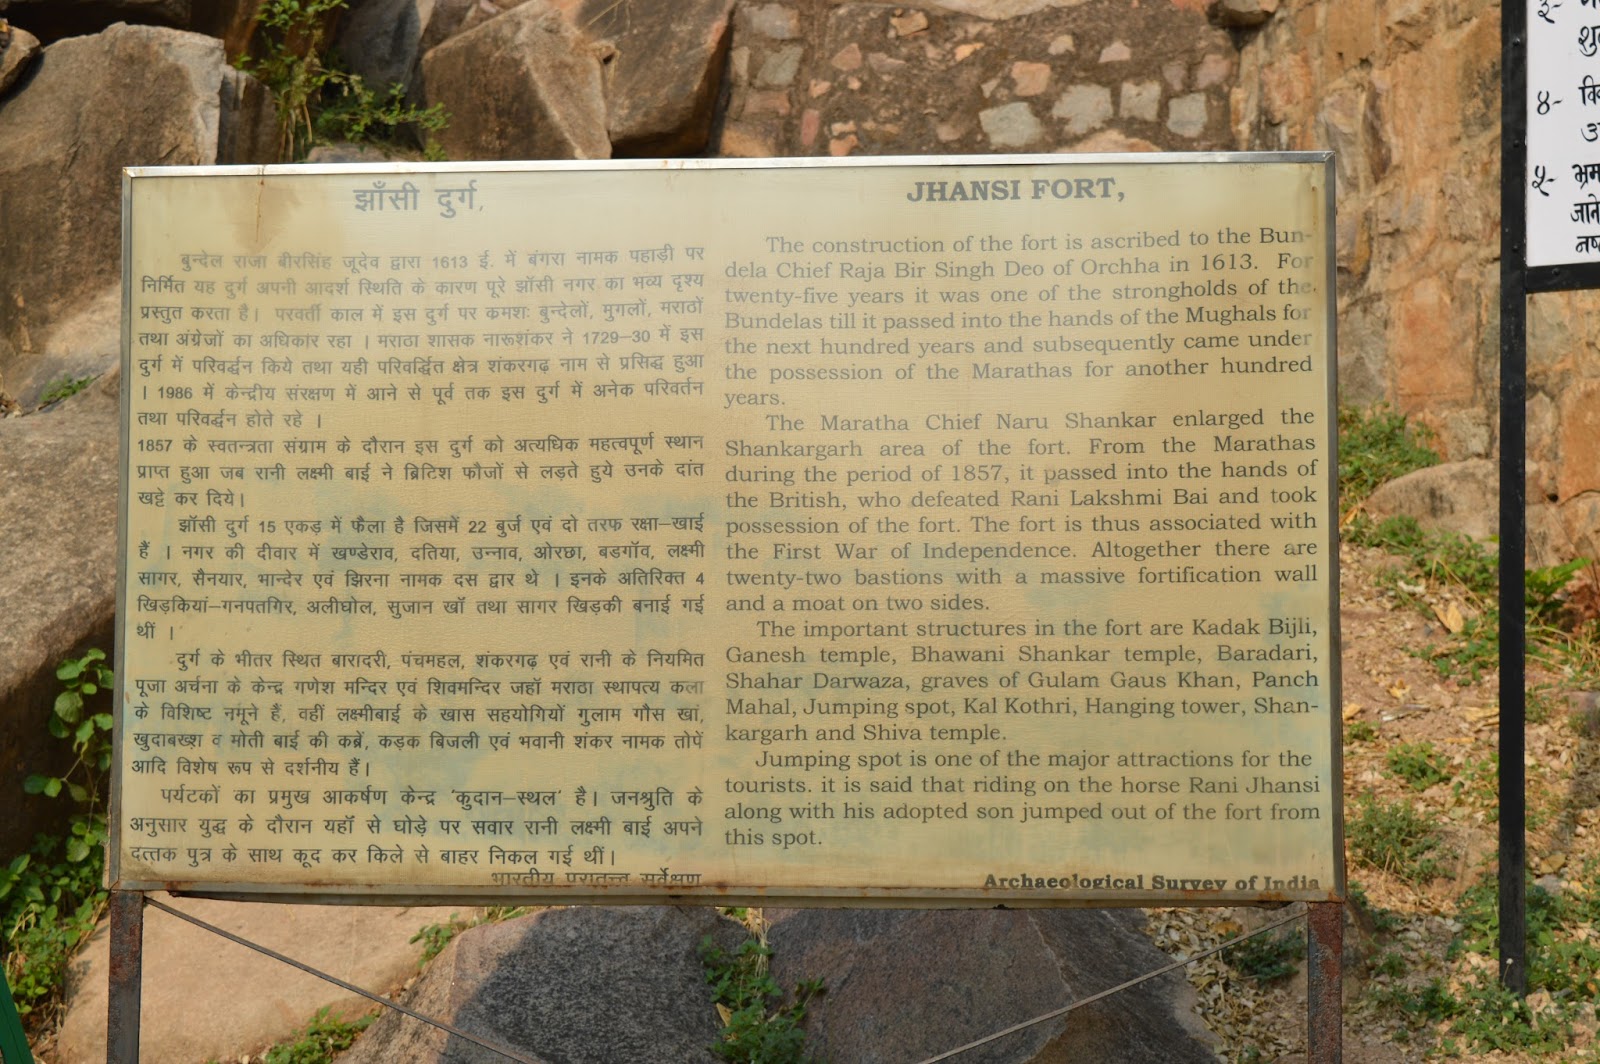 झाँसी दुर्ग,
बुन्देल राजा बीरसिंह जूदेव द्वारा 1613 ई. में बंगरा नामक पहाड़ी पर
निर्मित यह दुर्ग अपनी आदर्श स्थिति के कारण पूरे झॉसी नगर का भव्य दृश्य
प्रस्तुत करता है। परवर्ती काल में इस दुर्ग पर कमशः बुन्देलों, मुगलों, मराठों
तथा अंग्रेजों का अधिकार रहा । मराठा शासक नारूशंकर ने 1729–30 में इस
दुर्ग में परिवर्द्धन किये तथा यही परिवर्द्धित क्षेत्र शंकरगढ़ नाम से प्रसिद्ध हुआ
। 1986 में केन्द्रीय संरक्षण में आने से पूर्व तक इस दुर्ग में अनेक परिवर्तन
तथा परिवर्द्धन होते रहे ।
1857 के स्वतन्त्रता संग्राम के दौरान इस दुर्ग को अत्यधिक महत्वपूर्ण स्थान
प्राप्त हुआ जब रानी लक्ष्मी बाई ने ब्रिटिश फौजों से लड़ते हुये उनके दांत
खट्टे कर दिये।
झॉसी दुर्ग 15 एकड़ में फैला है जिसमें 22 बुर्ज एवं दो तरफ रक्षा–खाई
हैं । नगर की दीवार में खण्डेराव, दतिया, उन्नाव, ओरछा, बडगॉव, लक्ष्मी
सागर, सैनयार, भान्देर एवं झिरना नामक दस द्वार थे । इनके अतिरिक्त 4
खिड़कियां–गनपतगिर, अलीघोल, सुजान खॉ तथा सागर खिड़की बनाई गई
थीं ।
दुर्ग के भीतर स्थित बारादरी, पंचमहल, शंकरगढ़ एवं रानी के नियमित
पूजा अर्चना के केन्द्र गणेश मन्दिर एवं शिवमन्दिर जहॉ मराठा स्थापत्य कला
के विशिष्ट नमूने हैं, वहीं लक्ष्मीबाई के खास सहयोगियों गुलाम गौस खां,
खुदाबख्श व मोती बाई की कब्रें, कड़क बिजली एवं भवानी शंकर नामक तोपें
आदि विशेष रूप से दर्शनीय हैं।
पर्यटकों का प्रमुख आकर्षण केन्द्र 'कुदान–स्थल' है। जनश्रुति के
अनुसार युद्ध के दौरान यहॉं से घोड़े पर सवार रानी लक्ष्मी बाई अपने
दत्तक पुत्र के साथ कूद कर किले से बाहर निकल गई थीं।
भारतीय पुरातत्त्व सर्वेक्षण
JHANSI FORT,
The construction of the fort is ascribed to the Bun-
dela Chief Raja Bir Singh Deo of Orchha in 1613. For
twenty-five years it was one of the strongholds of the
Bundelas till it passed into the hands of the Mughals for
the next hundred years and subsequently came under
the possession of the Marathas for another hundred
years.
The Maratha Chief Naru Shankar enlarged the
Shankargarh area of the fort. From the Marathas
during the period of 1857, it passed into the hands of
the British, who defeated Rani Lakshmi Bai and took
possession of the fort. The fort is thus associated with
the First War of Independence. Altogether there are
twenty-two bastions with a massive fortification wall
and a moat on two sides.
The important structures in the fort are Kadak Bijli,
Ganesh temple, Bhawani Shankar temple, Baradari,
Shahar Darwaza, graves of Gulam Gaus Khan, Panch
Mahal, Jumping spot, Kal Kothri, Hanging tower, Shan-
kargarh and Shiva temple.
Jumping spot is one of the major attractions for the
tourists. it is said that riding on the horse Rani Jhansi
along with his adopted son jumped out of the fort from
this spot.
Archaeological Survey of India
३-
४-
५-